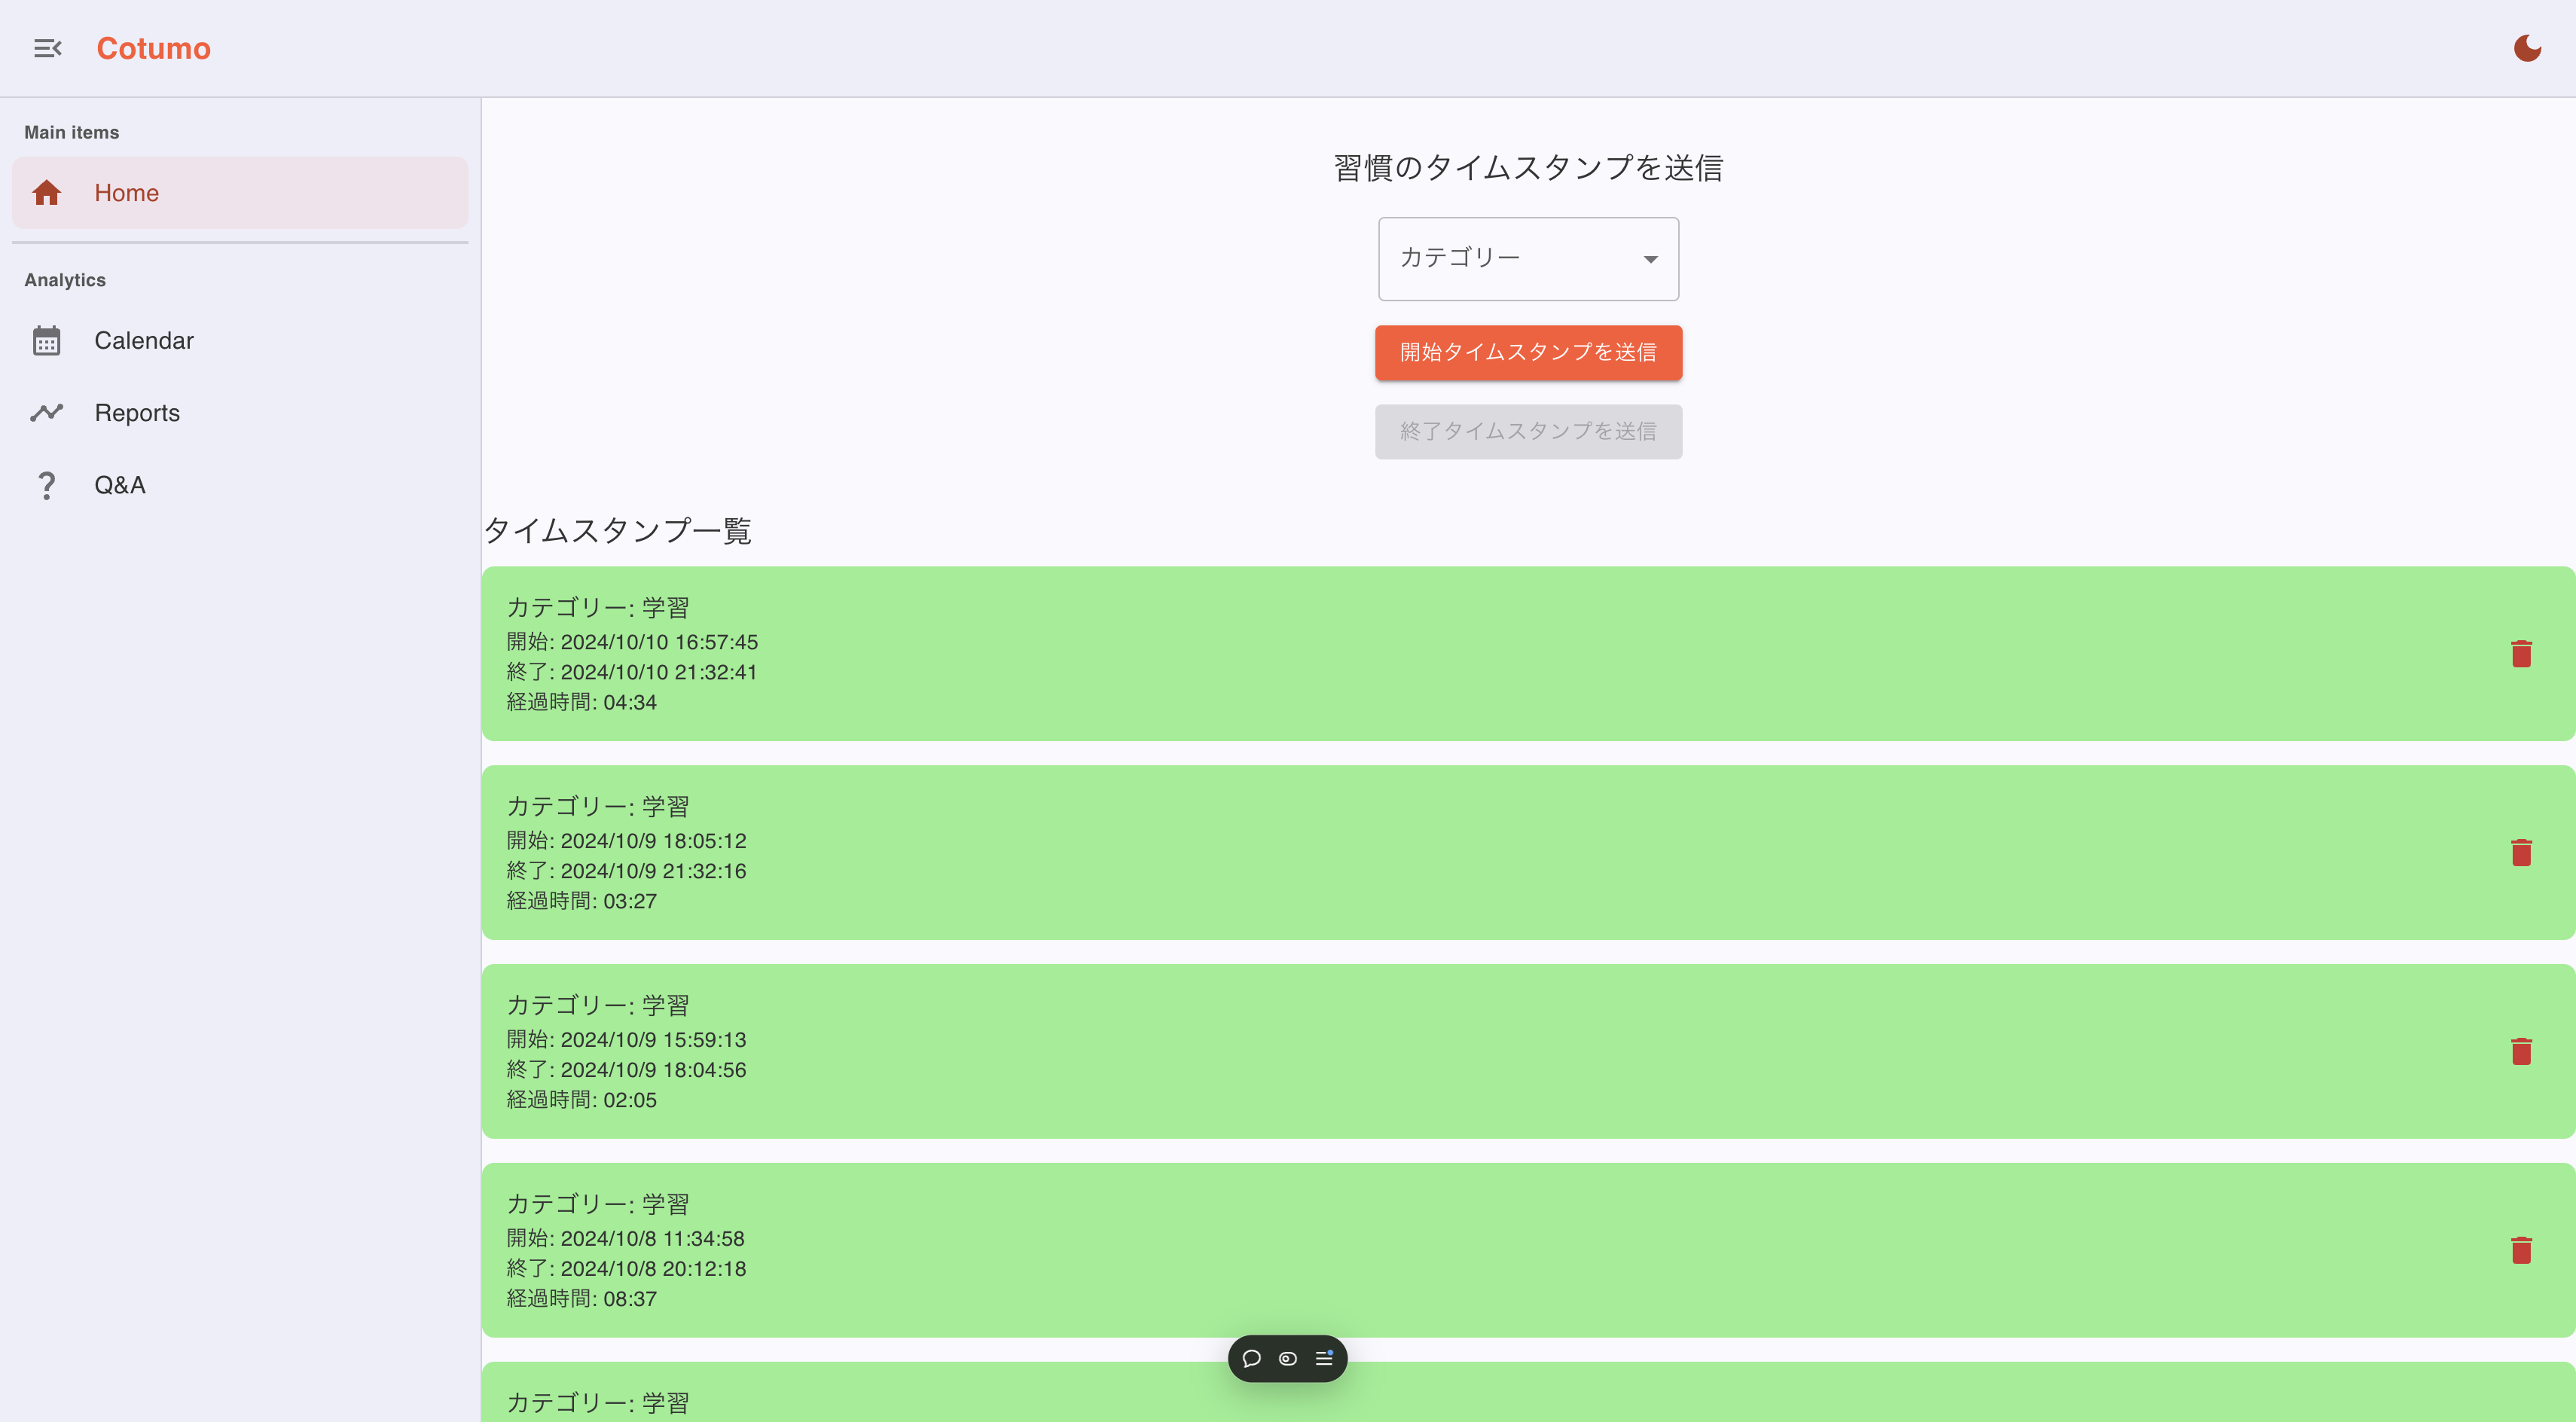 Cotumo
Main items
Home
Analytics
Calendar
Reports
Q&A
習慣のタイムスタンプを送信
カテゴリー
開始タイムスタンプを送信
終了タイムスタンプを送信
タイムスタンプ一覧
カテゴリー: 学習
開始: 2024/10/10 16:57:45
終了: 2024/10/10 21:32:41
経過時間: 04:34
カテゴリー: 学習
開始: 2024/10/9 18:05:12
終了: 2024/10/9 21:32:16
経過時間: 03:27
カテゴリー: 学習
開始: 2024/10/9 15:59:13
終了: 2024/10/9 18:04:56
経過時間: 02:05
カテゴリー: 学習
開始: 2024/10/8 11:34:58
終了: 2024/10/8 20:12:18
経過時間: 08:37
カテゴリー: 学習